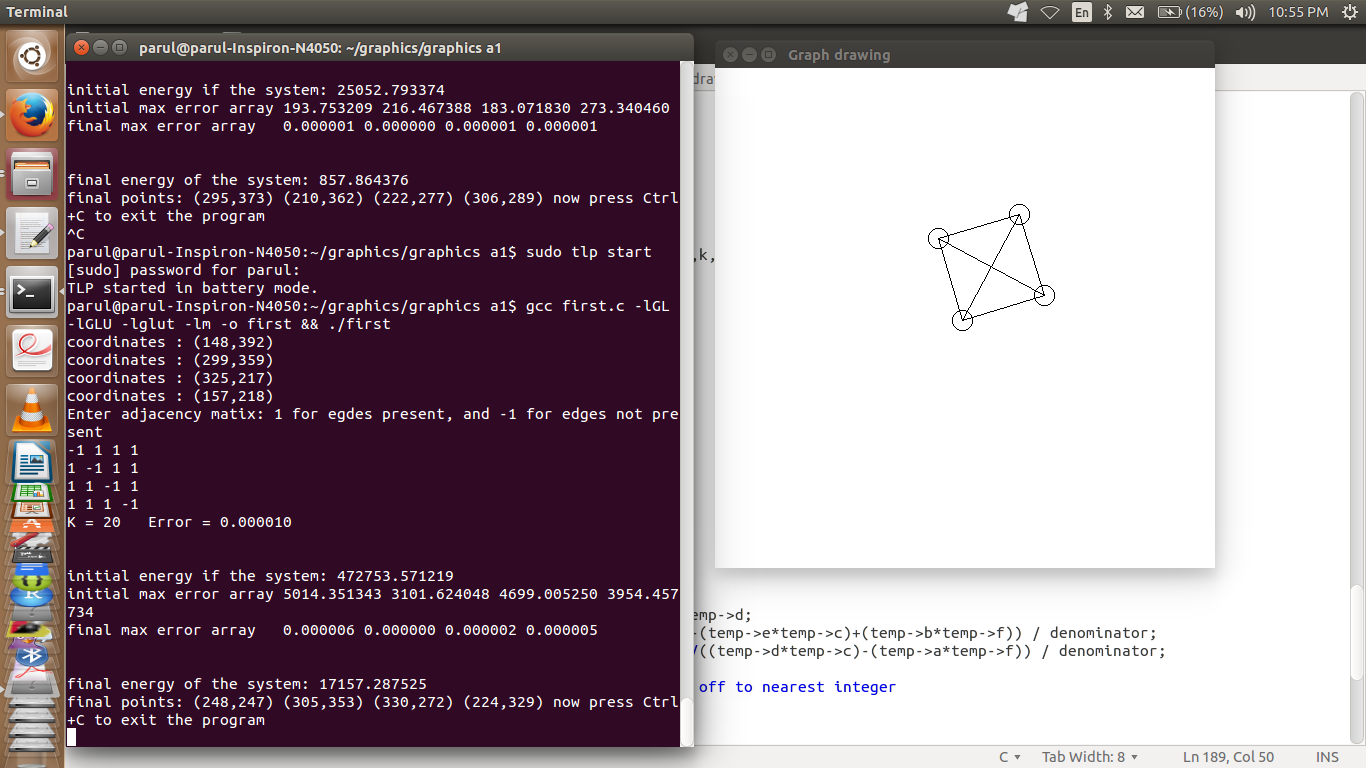 Terminal
En
(16%)
10:55 PM
parul@parul-Inspiron-N4050: ~/graphics/graphics a1
initial energy if the system: 25052.793374
initial max error array 193.753209 216.467388 183.071830 273.340460
final max error array   0.000001 0.000000 0.000001 0.000001
final energy of the system: 857.864376
final points: (295,373) (210,362) (222,277) (306,289) now press Ctrl
+C to exit the program
^C
parul@parul-Inspiron-N4050:~/graphics/graphics a1$ sudo tlp start
[sudo] password for parul:
TLP started in battery mode.
parul@parul-Inspiron-N4050:~/graphics/graphics a1$ gcc first.c -lGL
-lGLU -lglut -lm -o first && ./first
coordinates : (148,392)
coordinates : (299,359)
coordinates : (325,217)
coordinates : (157,218)
Enter adjacency matix: 1 for egdes present, and -1 for edges not pre
sent
-1 1 1 1
1 -1 1 1
1 1 -1 1
1 1 1 -1
K = 20   Error = 0.000010
initial energy if the system: 472753.571219
initial max error array 5014.351343 3101.624048 4699.005250 3954.457
734
final max error array   0.000006 0.000000 0.000002 0.000005
final energy of the system: 17157.287525
final points: (248,247) (305,353) (330,272) (224,329) now press Ctrl
+C to exit the program
Graph drawing
,k,
emp->d;
-(temp->e*temp->c)+(temp->b*temp->f)) / denominator;
/((temp->d*temp->c)-(temp->a*temp->f)) / denominator;
off to nearest integer
C
Tab Width: 8
Ln 189, Col 50
INS